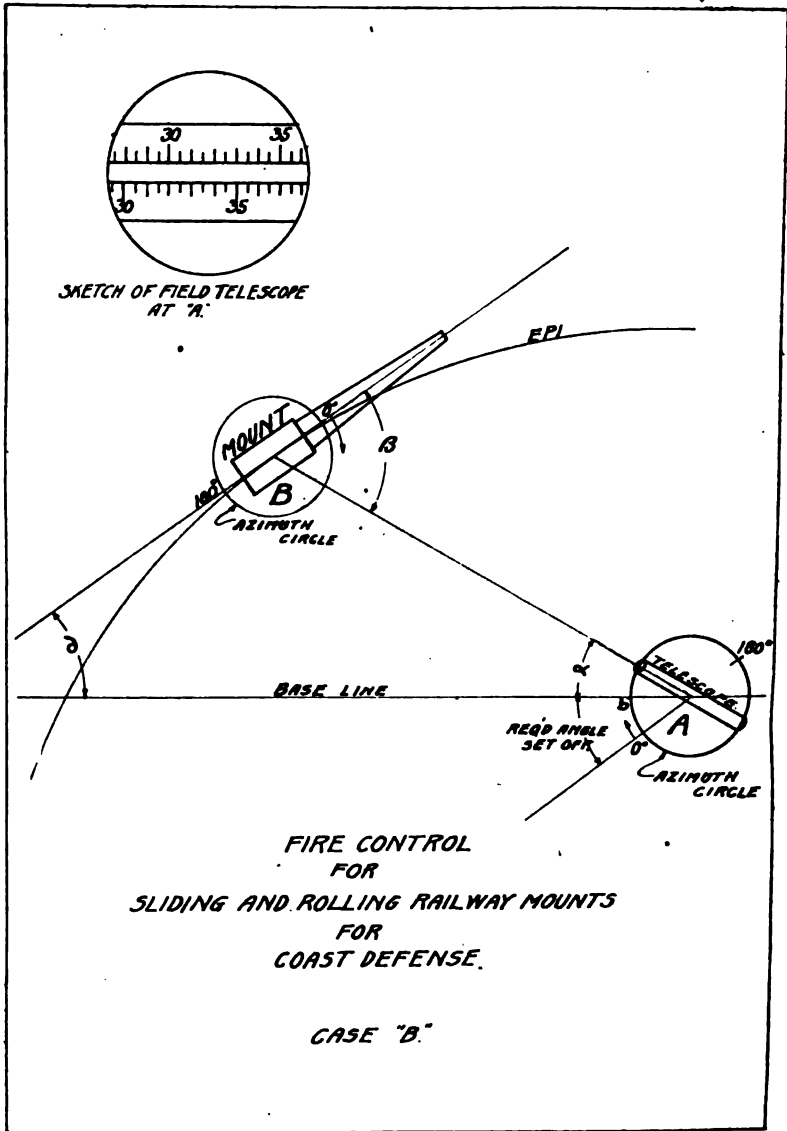 30 35
30 35
SKETCH OF FIELD TELESCOPE
AT "A."
EPI
MOUNT
σ
β
B
180°
AZIMUTH
CIRCLE
∂
180°
TELESCOPE.
α
BASE LINE
b
A
REQ'D ANGLE
SET OFF
0°
AZIMUTH
CIRCLE
FIRE CONTROL
FOR
SLIDING AND ROLLING RAILWAY MOUNTS
FOR
COAST DEFENSE.
CASE "B."